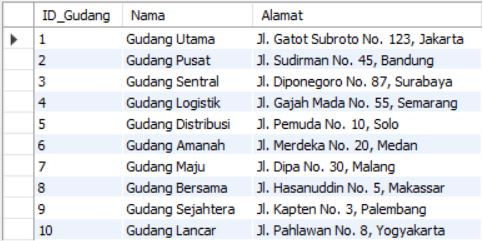 ID_Gudang Nama Alamat
1 Gudang Utama Jl. Gatot Subroto No. 123, Jakarta
2 Gudang Pusat Jl. Sudirman No. 45, Bandung
3 Gudang Sentral Jl. Diponegoro No. 87, Surabaya
4 Gudang Logistik Jl. Gajah Mada No. 55, Semarang
5 Gudang Distribusi Jl. Pemuda No. 10, Solo
6 Gudang Amanah Jl. Merdeka No. 20, Medan
7 Gudang Maju Jl. Dipa No. 30, Malang
8 Gudang Bersama Jl. Hasanuddin No. 5, Makassar
9 Gudang Sejahtera Jl. Kapten No. 3, Palembang
10 Gudang Lancar Jl. Pahlawan No. 8, Yogyakarta